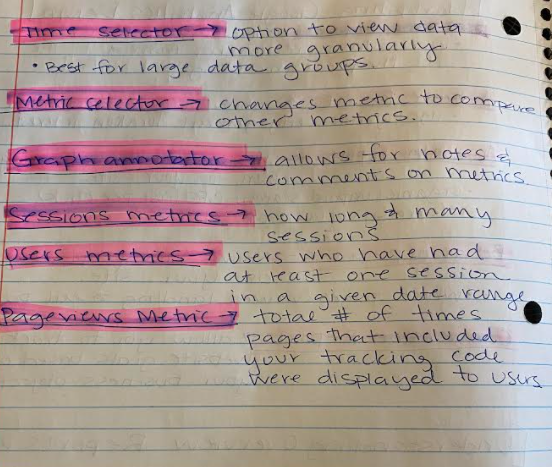 Time selector → option to view data
more granularly
• Best for large data groups.
Metric selector → changes metric to compare
other metrics.
Graph annotator → allows for notes &
comments on metrics
Sessions metrics → how long & many
sessions
Users metrics → users who have had
at least one session
in a given date range
Pageviews Metric → total # of times
pages that included
your tracking code
were displayed to users